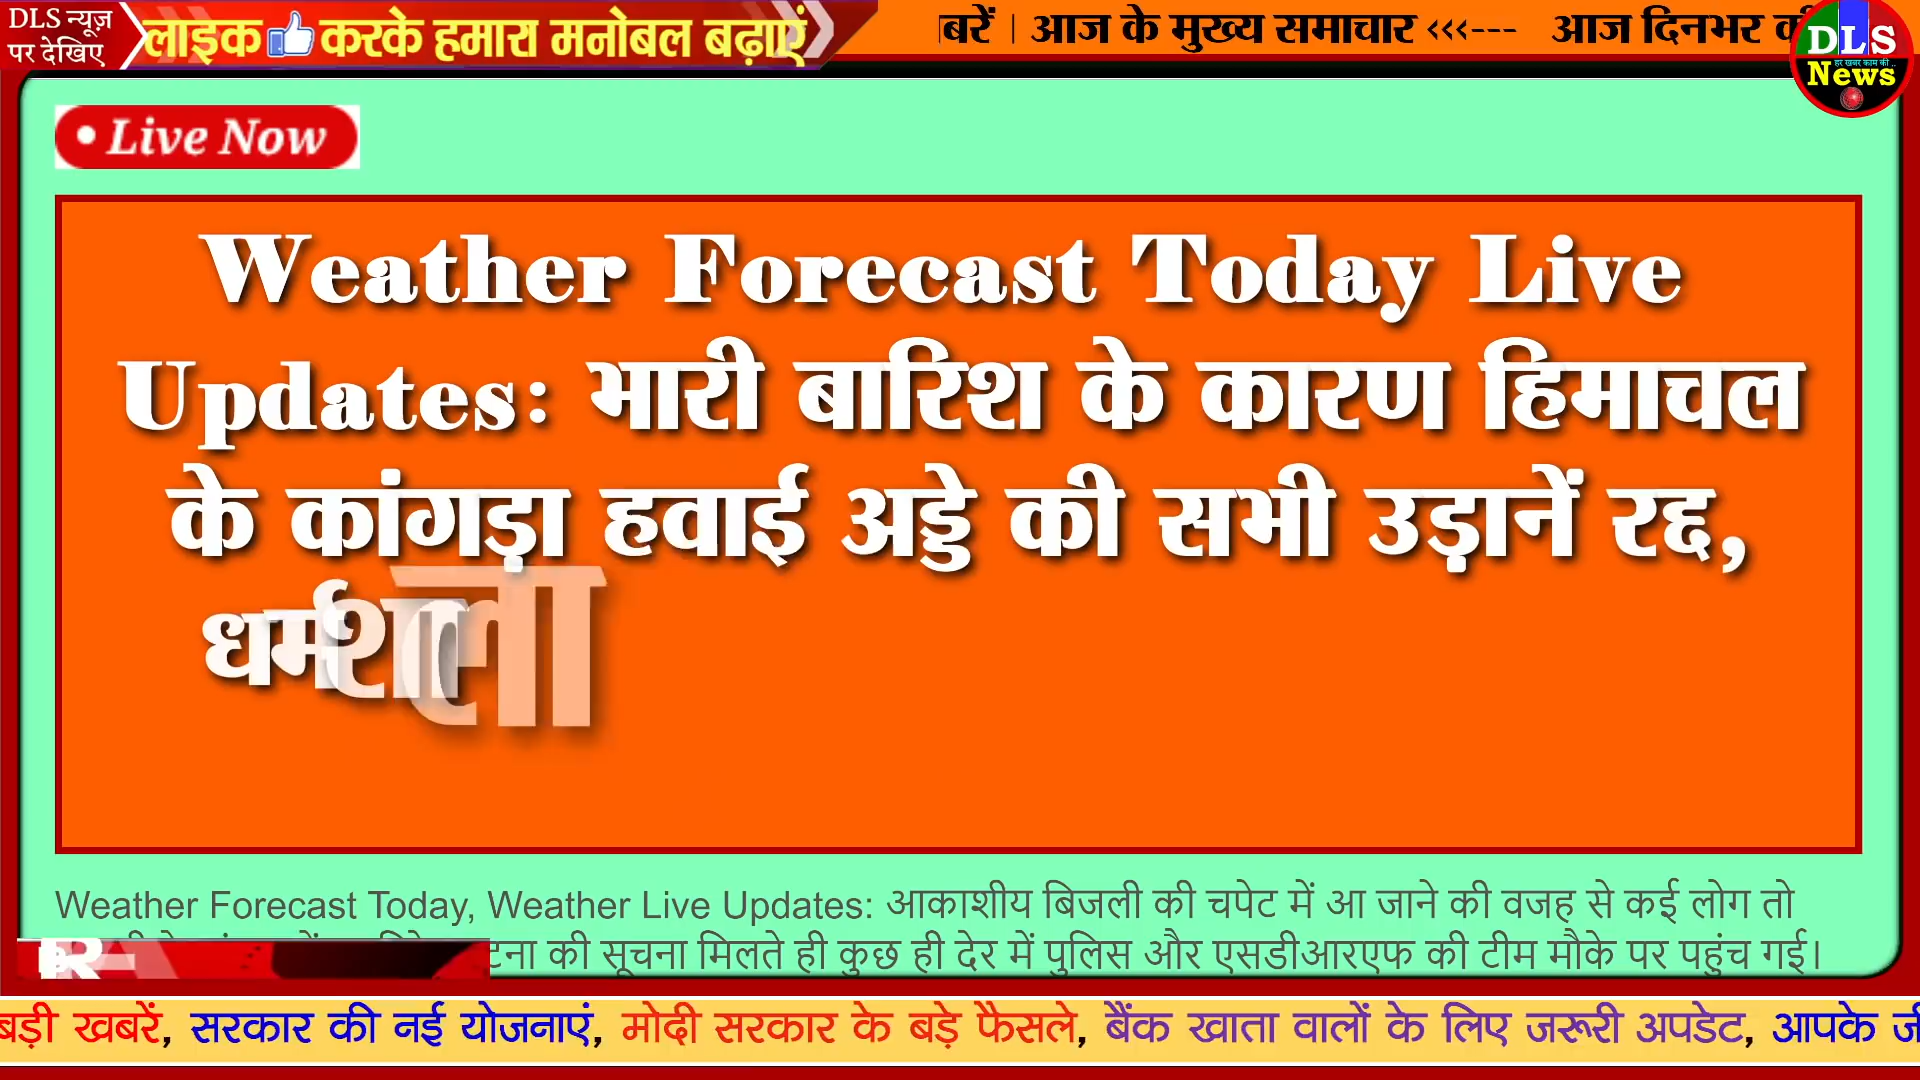 DLS न्यूज़
पर देखिए
लाइक करके हमारा मनोबल बढ़ाएं
आज के मुख्य समाचार <<<--- आज दिनभर
DLS
हर खबर काम की ..
News
• Live Now
Weather Forecast Today Live
Updates: भारी बारिश के कारण हिमाचल
के कांगड़ा हवाई अड्डे की सभी उड़ानें रद्द,
धर्मशाला
Weather Forecast Today, Weather Live Updates: आकाशीय बिजली की चपेट में आ जाने की वजह से कई लोग तो
की सूचना मिलते ही कुछ ही देर में पुलिस और एसडीआरएफ की टीम मौके पर पहुंच गई।
बड़ी खबरें, सरकार की नई योजनाएं, मोदी सरकार के बड़े फैसले, बैंक खाता वालों के लिए जरूरी अपडेट, आपके